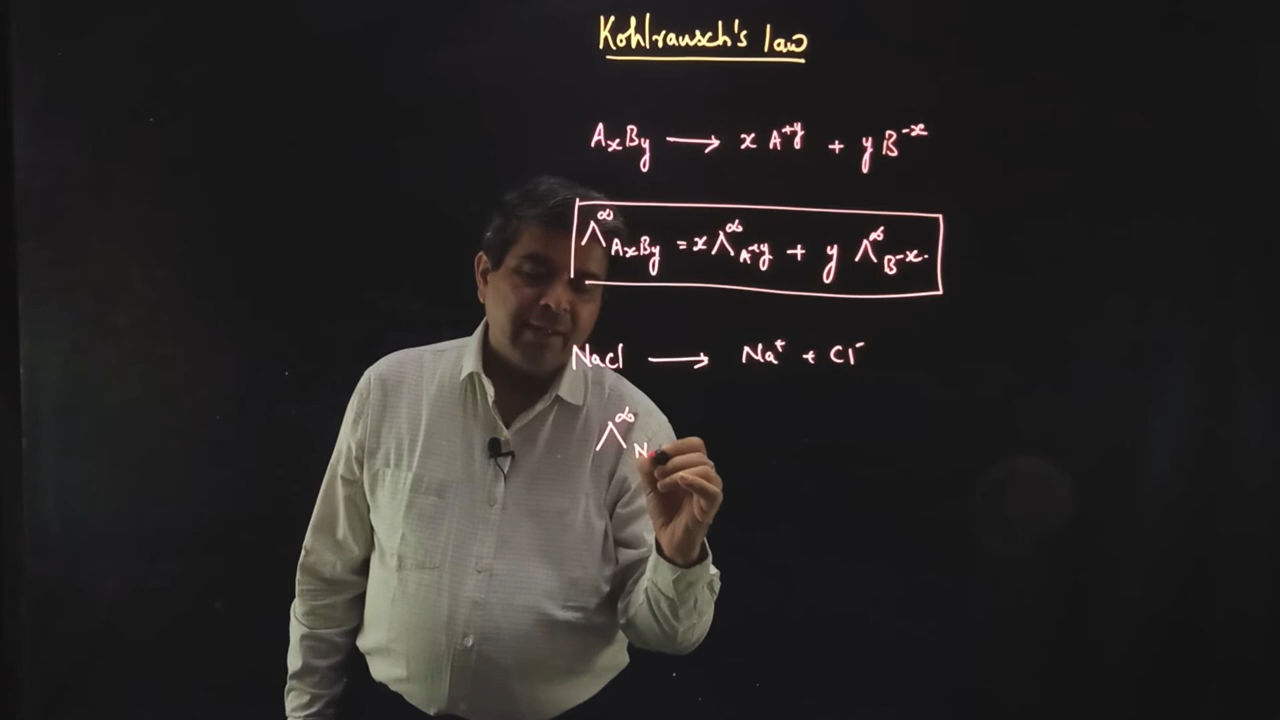 Kohlrausch's law
AxBy ⟶ x A⁺ʸ + y B⁻ˣ
Λ^∞ AxBy = x Λ^∞ A⁺ʸ + y Λ^∞ B⁻ˣ.
NaCl ⟶ Na⁺ + Cl⁻
Λ^∞ N